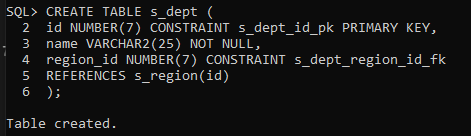 SQL> CREATE TABLE s_dept (
2 id NUMBER(7) CONSTRAINT s_dept_id_pk PRIMARY KEY,
3 name VARCHAR2(25) NOT NULL,
4 region_id NUMBER(7) CONSTRAINT s_dept_region_id_fk
5 REFERENCES s_region(id)
6 );
Table created.